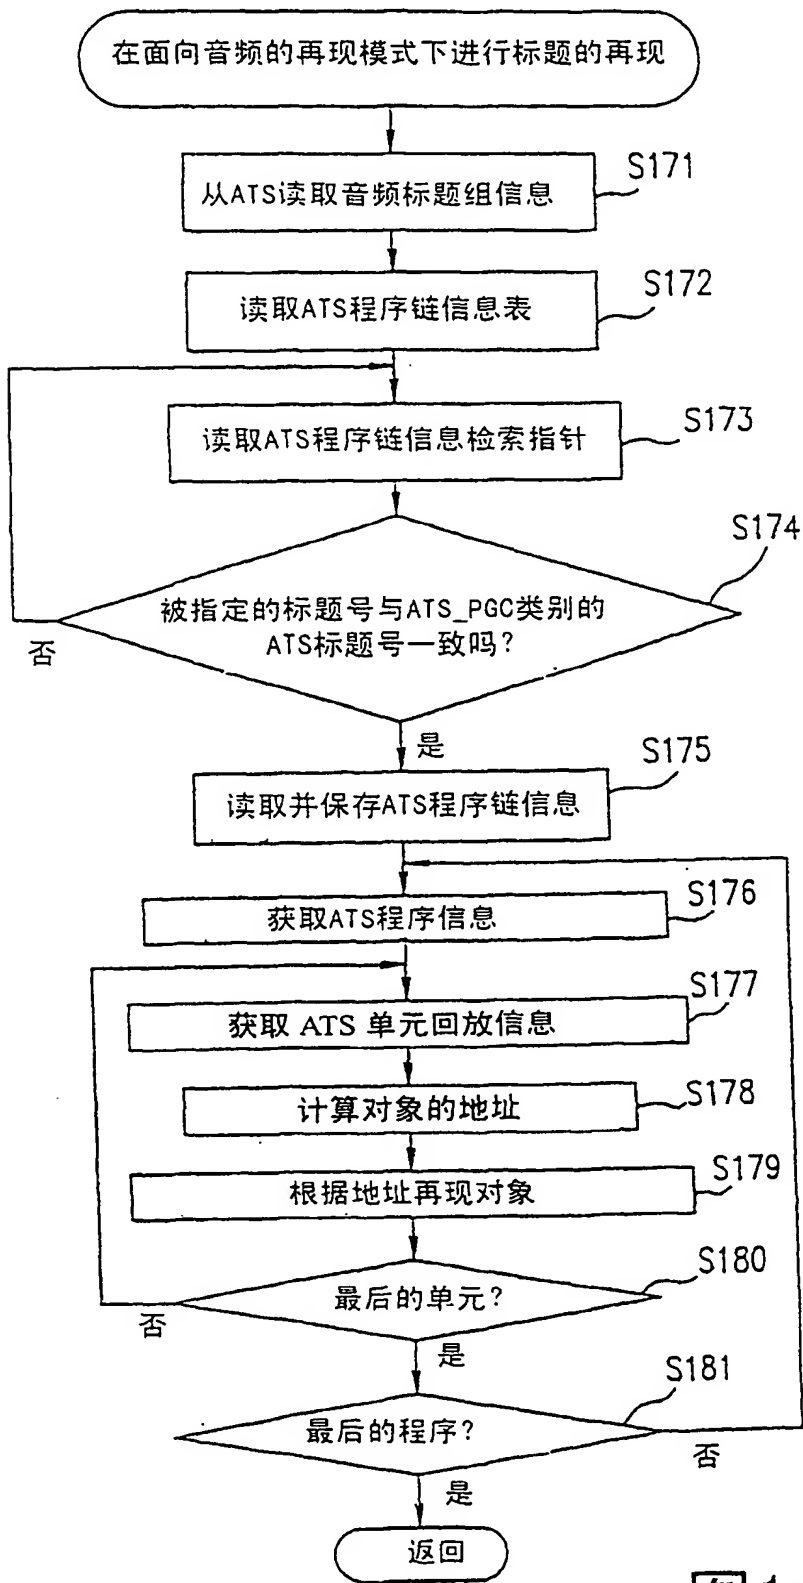 在面向音频的再现模式下进行标题的再现
S171
从ATS读取音频标题组信息
S172
读取ATS程序链信息表
S173
读取ATS程序链信息检索指针
S174
被指定的标题号与ATS_PGC类别的
ATS标题号一致吗?
否
是
S175
读取并保存ATS程序链信息
S176
获取ATS程序信息
S177
获取 ATS 单元回放信息
S178
计算对象的地址
S179
根据地址再现对象
S180
最后的单元?
否
是
S181
最后的程序?
否
是
返回